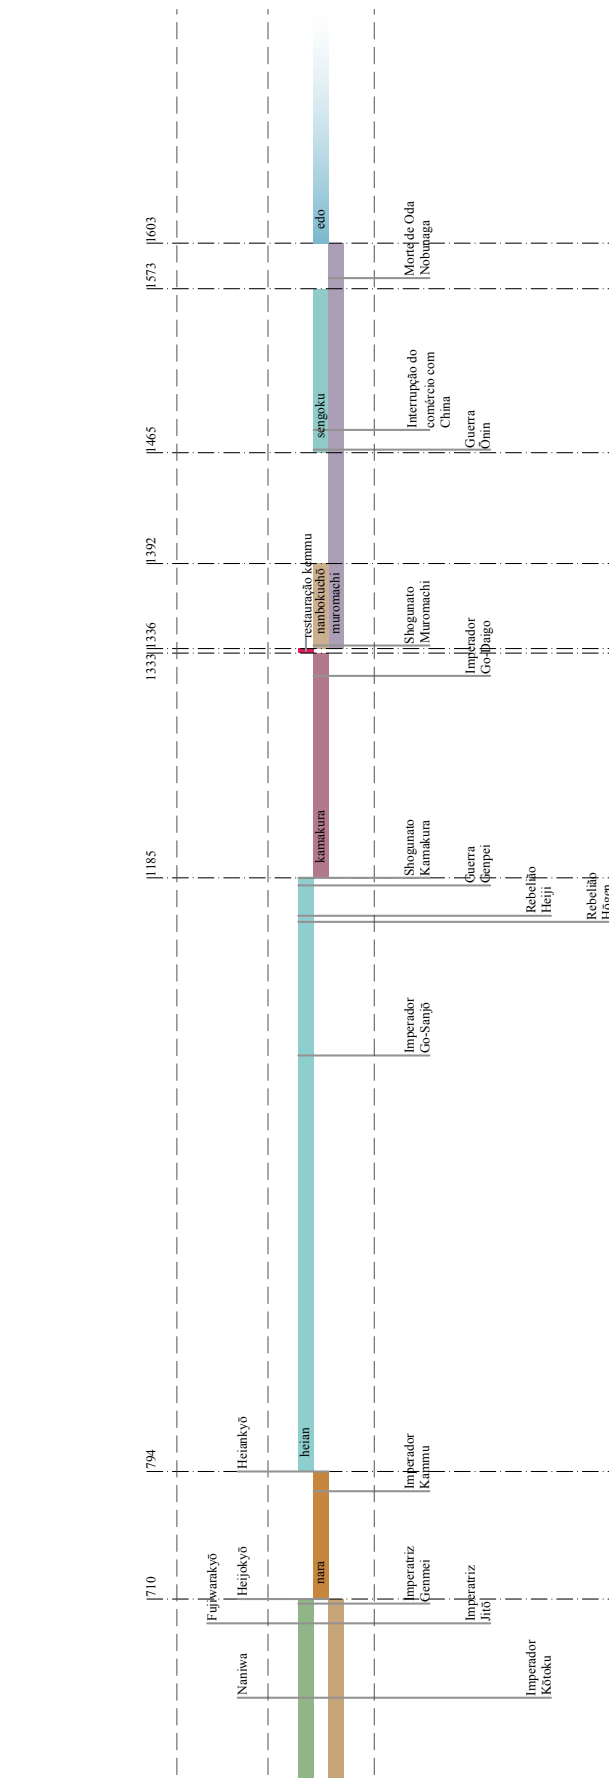 1603
1573
1465
1392
1336
1333
1185
794
710
edo
sengoku
restauração kemmu
nanbokuchō
muromachi
kamakura
heian
nara
Morte de Oda
Nobunaga
Interrupção do
comércio com
China
Guerra
Ōnin
Shogunato
Muromachi
Imperador
Go-Daigo
Shogunato
Kamakura
Guerra
Genpei
Rebelião
Heiji
Rebelião
Hōgen
Imperador
Go-Sanjō
Heiankyō
Imperador
Kammu
Fujiwarakyō
Heijokyō
Imperatriz
Genmei
Imperatriz
Jitō
Naniwa
Imperador
Kōtoku